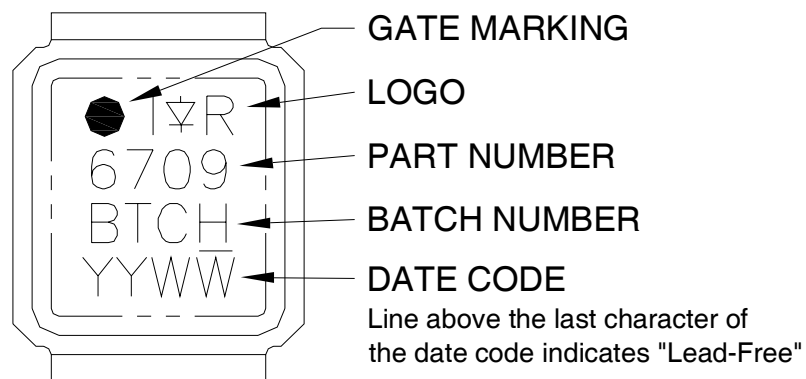 GATE MARKING
I R
LOGO
6709
PART NUMBER
BTCH
BATCH NUMBER
YYWW̅
DATE CODE
Line above the last character of
the date code indicates "Lead-Free"